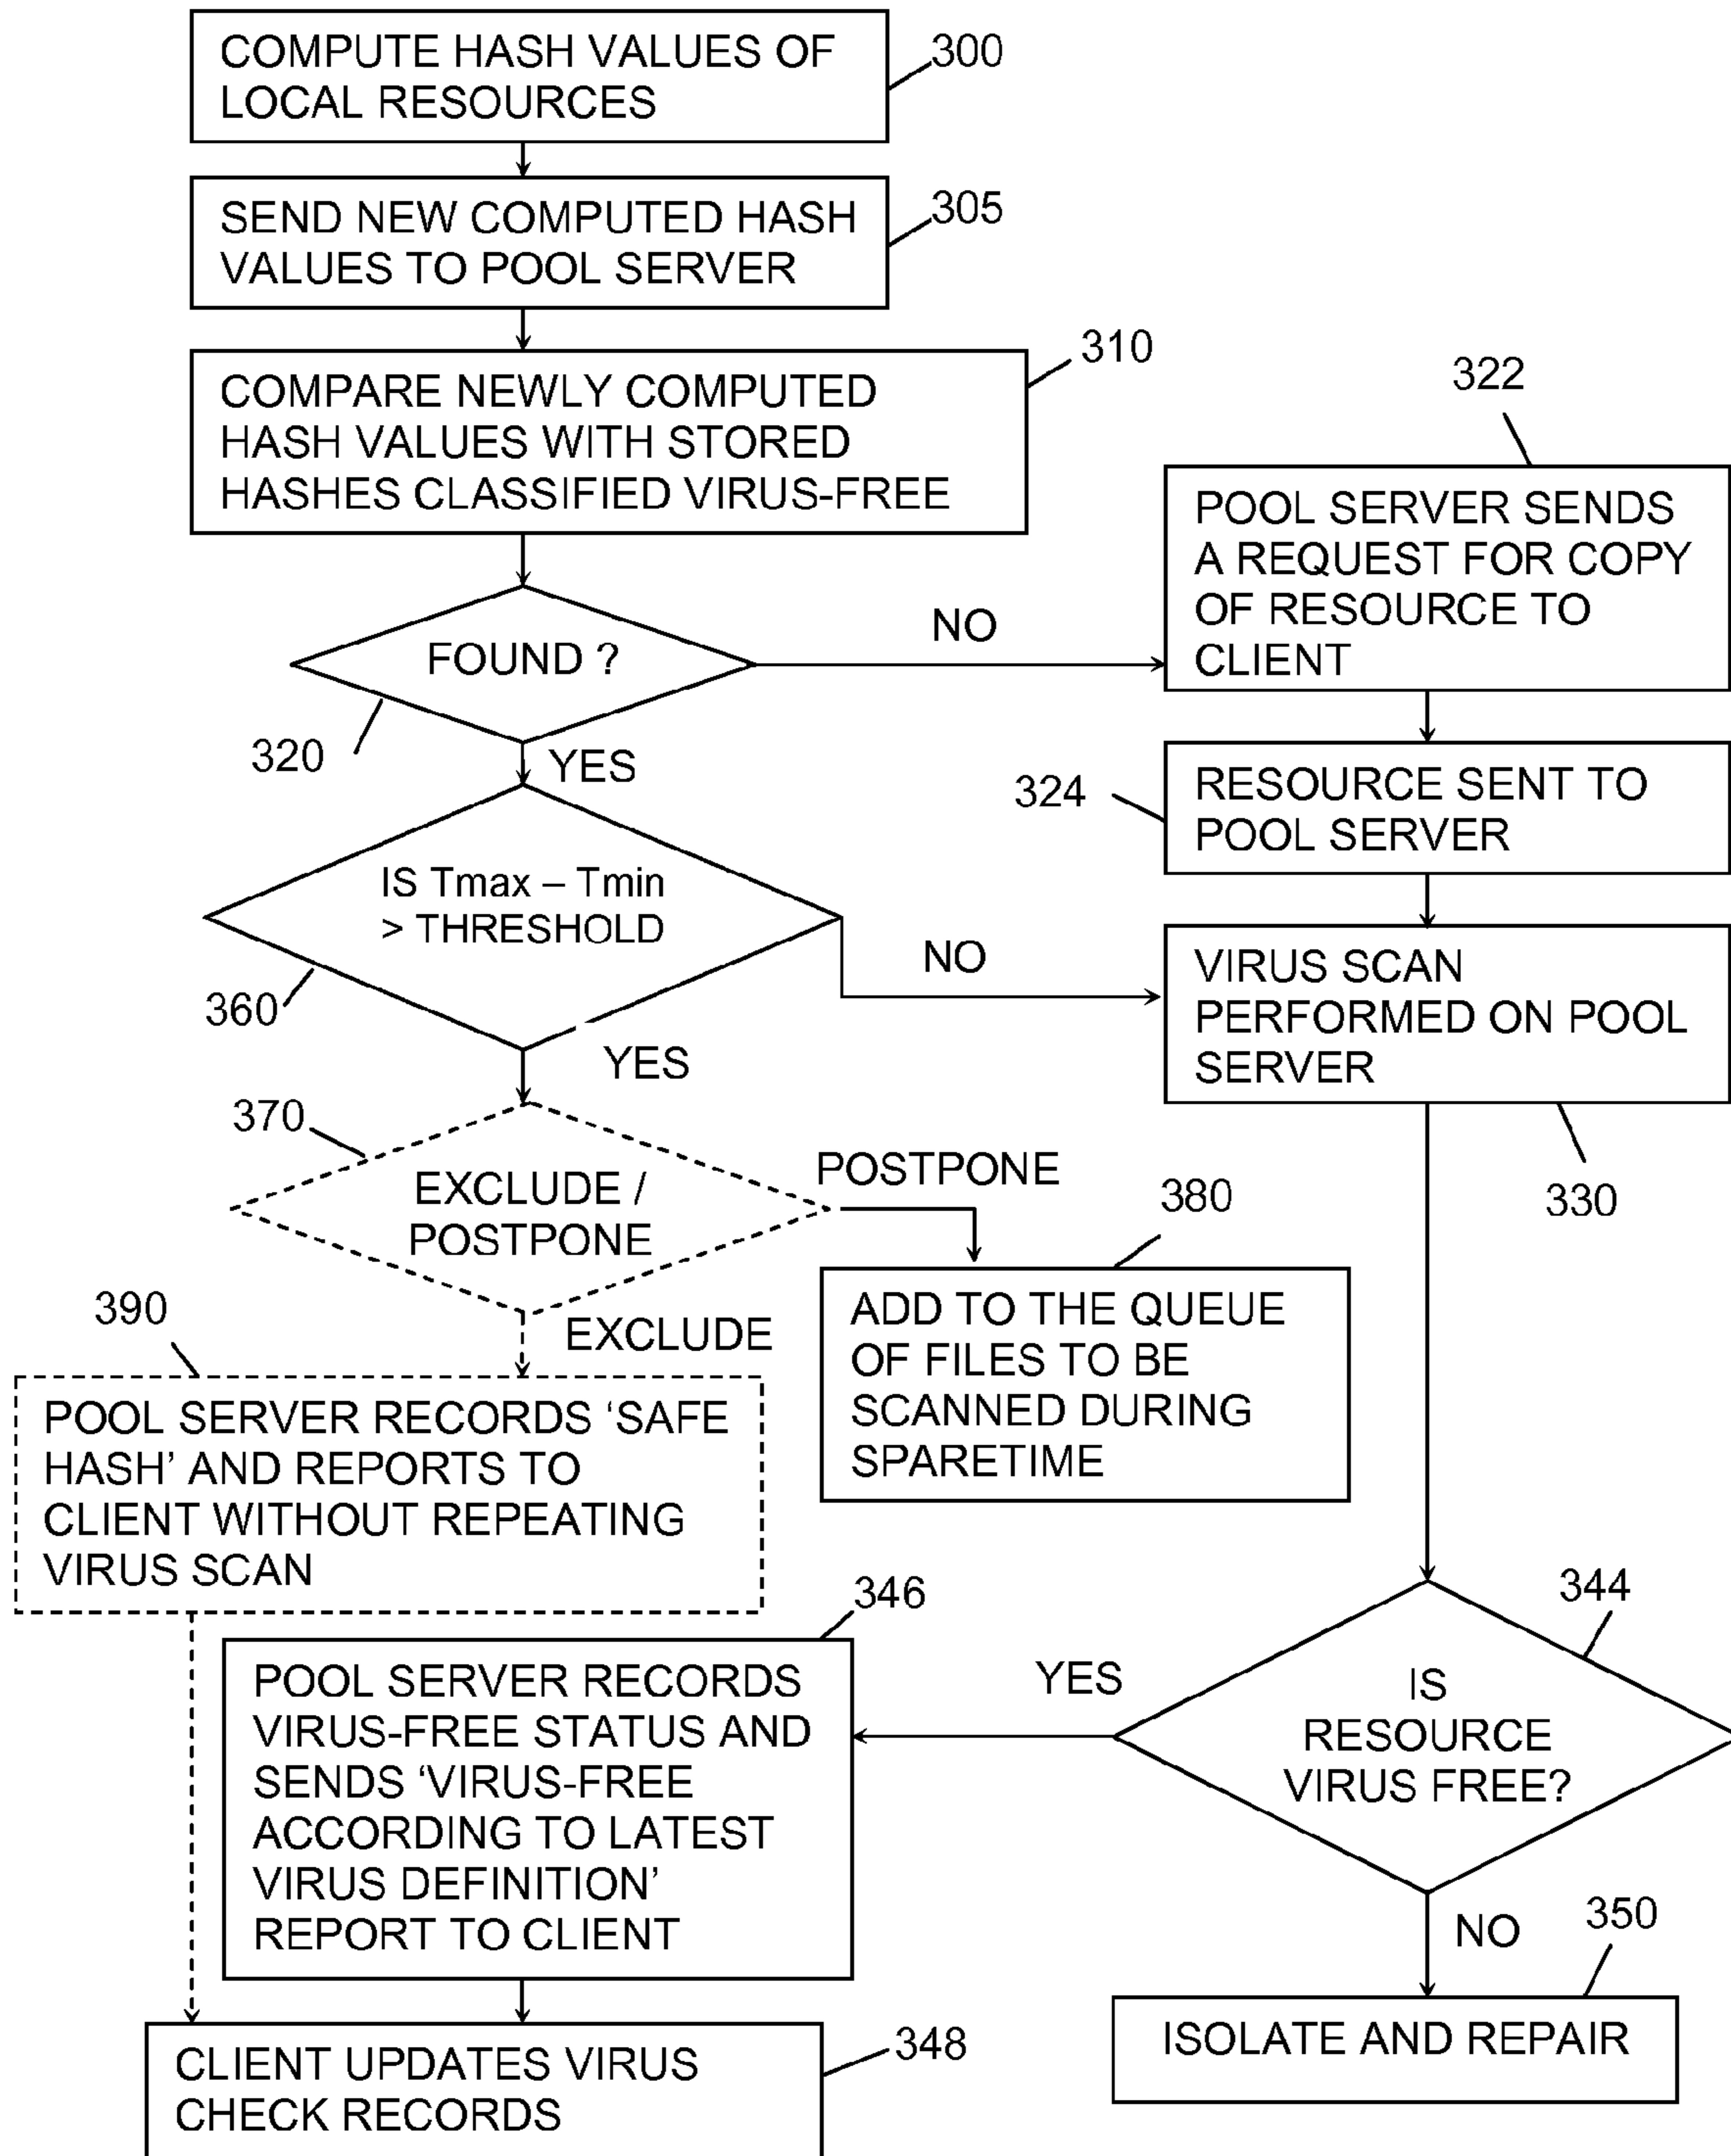 COMPUTE HASH VALUES OF
LOCAL RESOURCES
300
SEND NEW COMPUTED HASH
VALUES TO POOL SERVER
305
COMPARE NEWLY COMPUTED
HASH VALUES WITH STORED
HASHES CLASSIFIED VIRUS-FREE
310
FOUND ?
320
NO
YES
322
POOL SERVER SENDS
A REQUEST FOR COPY
OF RESOURCE TO
CLIENT
324
RESOURCE SENT TO
POOL SERVER
IS Tmax – Tmin
> THRESHOLD
360
NO
YES
VIRUS SCAN
PERFORMED ON POOL
SERVER
330
370
EXCLUDE /
POSTPONE
POSTPONE
EXCLUDE
380
ADD TO THE QUEUE
OF FILES TO BE
SCANNED DURING
SPARETIME
390
POOL SERVER RECORDS ‘SAFE
HASH’ AND REPORTS TO
CLIENT WITHOUT REPEATING
VIRUS SCAN
344
IS
RESOURCE
VIRUS FREE?
YES
NO
346
POOL SERVER RECORDS
VIRUS-FREE STATUS AND
SENDS ‘VIRUS-FREE
ACCORDING TO LATEST
VIRUS DEFINITION’
REPORT TO CLIENT
350
ISOLATE AND REPAIR
CLIENT UPDATES VIRUS
CHECK RECORDS
348